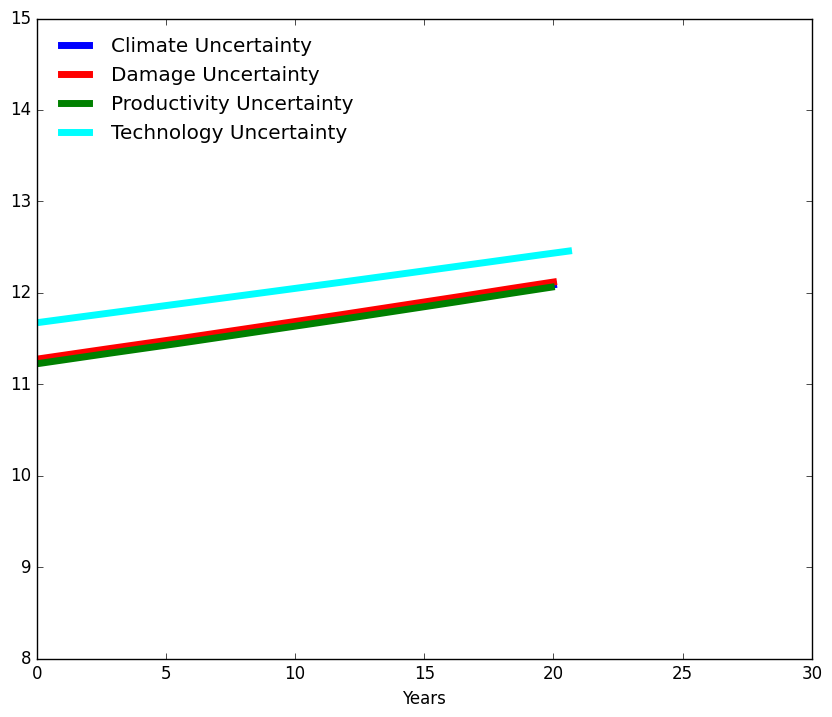 15
14
13
12
11
10
9
8
Climate Uncertainty
Damage Uncertainty
Productivity Uncertainty
Technology Uncertainty
0 5 10 15 20 25 30
Years